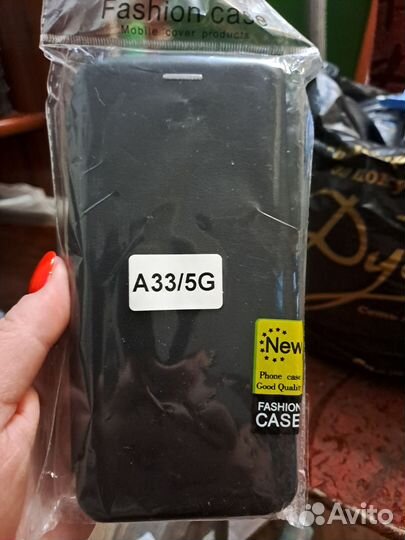 Fashion case
Mobile cover products
A33/5G
New
Phone case
Good Quality
FASHION
CASE
Avito